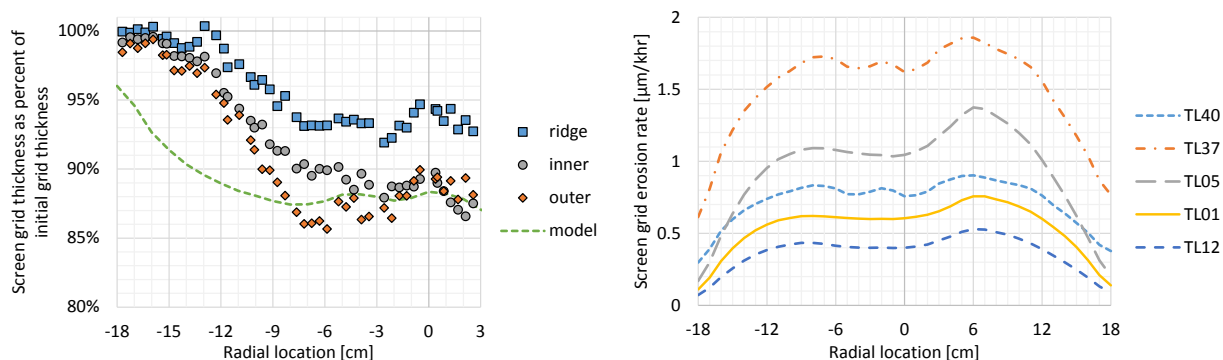 Screen grid thickness as percent of
initial grid thickness
100%
95%
90%
85%
80%
-18
-15
-12
-9
-6
-3
0
3
Radial location [cm]
ridge
inner
outer
model
Screen grid erosion rate [µm/khr]
2
1.5
1
0.5
0
-18
-12
-6
0
6
12
18
Radial location [cm]
TL40
TL37
TL05
TL01
TL12